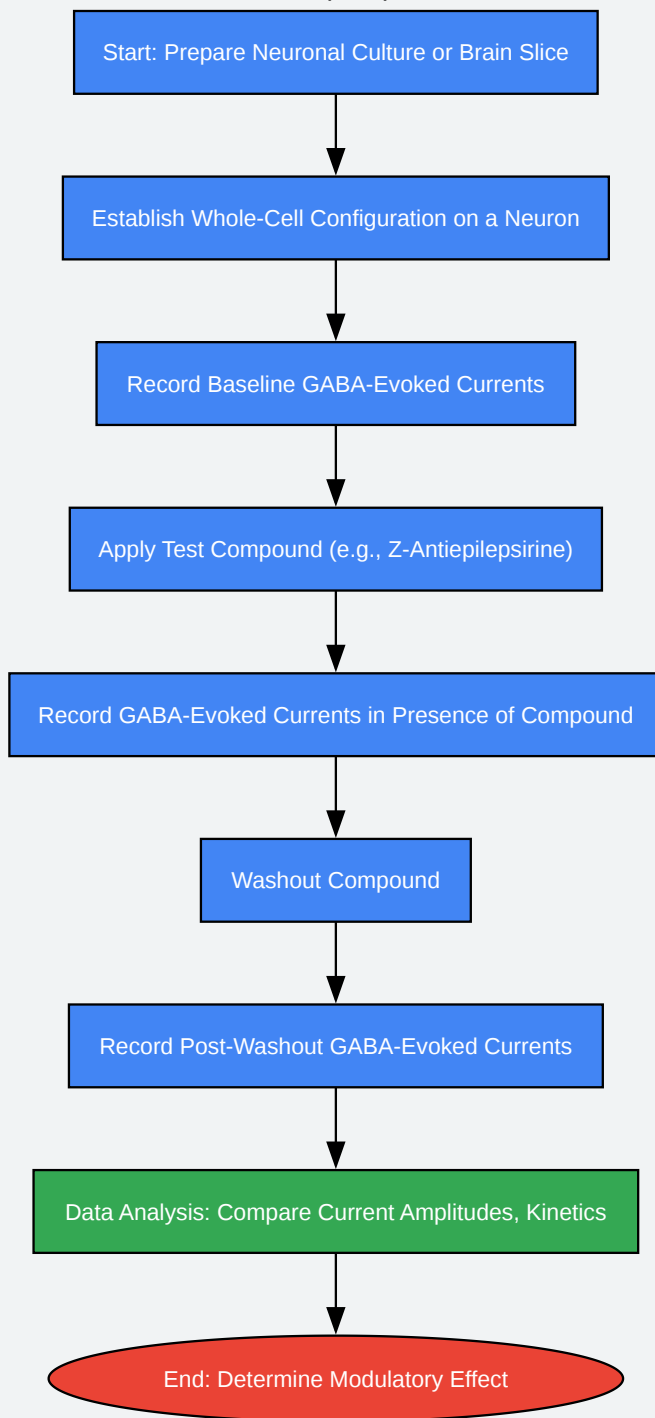 Start: Prepare Neuronal Culture or Brain Slice
Establish Whole-Cell Configuration on a Neuron
Record Baseline GABA-Evoked Currents
Apply Test Compound (e.g., Z-Antiepilepsirine)
Record GABA-Evoked Currents in Presence of Compound
Washout Compound
Record Post-Washout GABA-Evoked Currents
Data Analysis: Compare Current Amplitudes, Kinetics
End: Determine Modulatory Effect